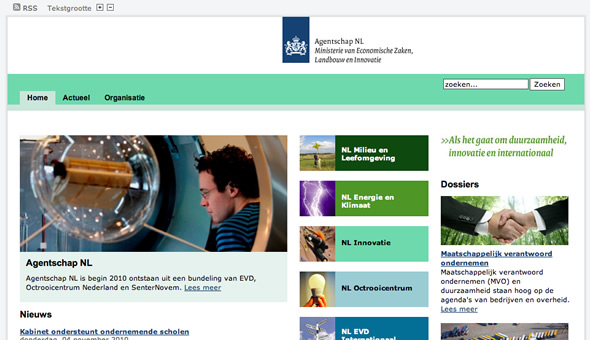 RSS Tekstgrootte
Agentschap NL
Ministerie van Economische Zaken,
Landbouw en Innovatie
zoeken... Zoeken
Home Actueel Organisatie
Agentschap NL
Agentschap NL is begin 2010 ontstaan uit een bundeling van EVD,
Octrooicentrum Nederland en SenterNovem. Lees meer
Nieuws
Kabinet ondersteunt ondernemende scholen
donderdag, 04 november 2010
NL Milieu en
Leefomgeving
NL Energie en
Klimaat
NL Innovatie
NL Octrooicentrum
NL EVD
Internationaal
>>Als het gaat om duurzaamheid,
innovatie en internationaal
Dossiers
Maatschappelijk verantwoord
ondernemen
Maatschappelijk verantwoord
ondernemen (MVO) en
duurzaamheid staan hoog op de
agenda's van bedrijven en overheid.
Lees meer